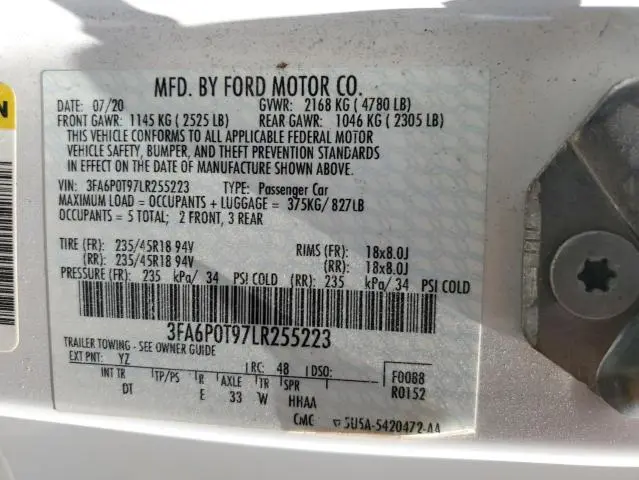 MFD. BY FORD MOTOR CO.
DATE: 07/20 GVWR: 2168 KG ( 4780 LB)
FRONT GAWR: 1145 KG ( 2525 LB) REAR GAWR: 1046 KG ( 2305 LB)
THIS VEHICLE CONFORMS TO ALL APPLICABLE FEDERAL MOTOR
VEHICLE SAFETY, BUMPER, AND THEFT PREVENTION STANDARDS
IN EFFECT ON THE DATE OF MANUFACTURE SHOWN ABOVE.
VIN: 3FA6P0T97LR255223 TYPE: Passenger Car
MAXIMUM LOAD = OCCUPANTS + LUGGAGE = 375KG/ 827LB
OCCUPANTS = 5 TOTAL; 2 FRONT, 3 REAR
TIRE (FR): 235/45R18 94V RIMS (FR): 18x8.0J
(RR): 235/45R18 94V (RR): 18x8.0J
PRESSURE (FR): 235 kPa/ 34 PSI COLD (RR): 235 kPa/ 34 PSI COLD
3FA6P0T97LR255223
TRAILER TOWING - SEE OWNER GUIDE
EXT PNT: YZ RC: 48 DSO: F0088
INT TR TP/PS R AXLE TR SPR R0152
DT E 33 W HHAA
CMC 5U5A-5420472-AA
N